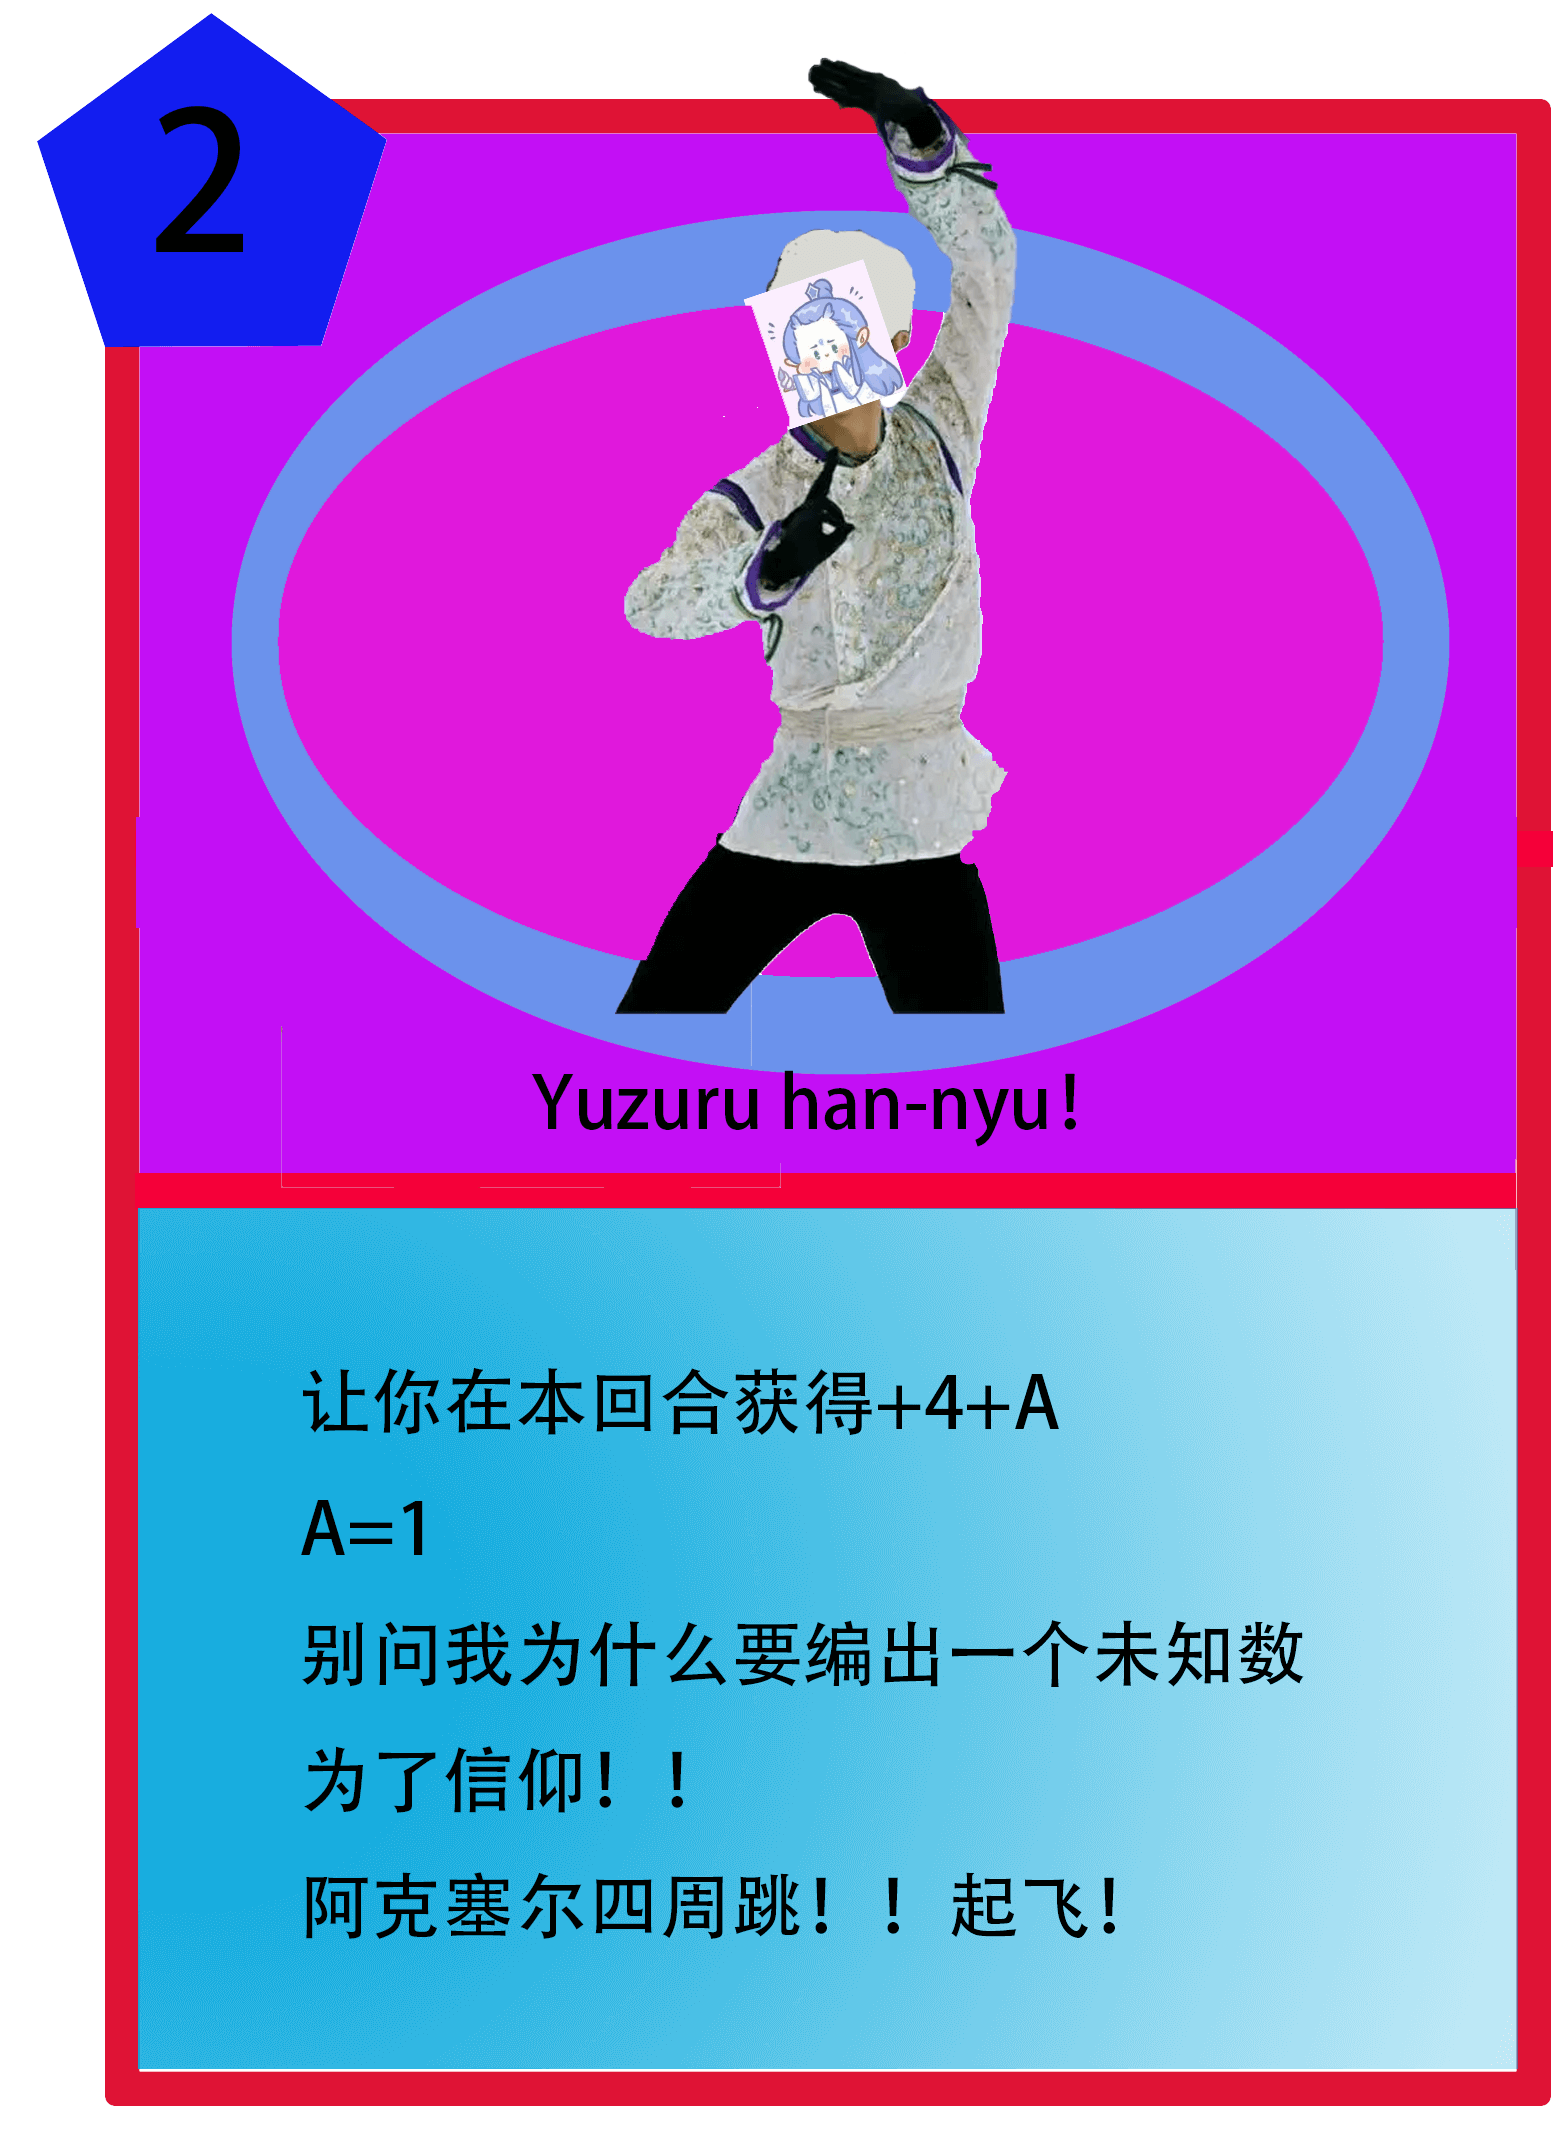 2
Yuzuru han-nyu!
让你在本回合获得+4+A
A=1
别问我为什么要编出一个未知数
为了信仰！！
阿克塞尔四周跳！！起飞！